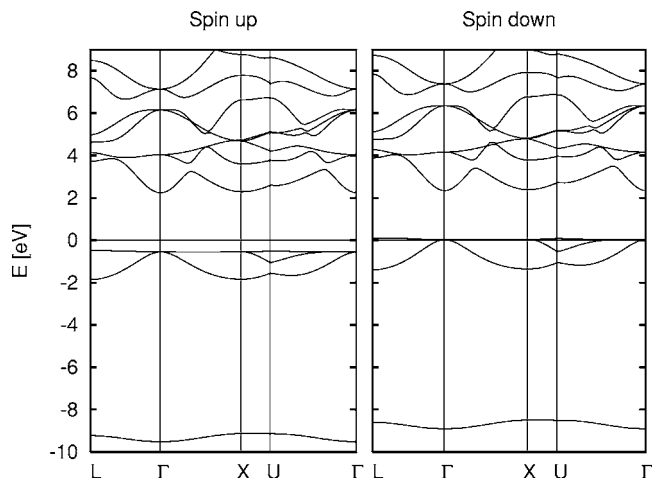 Spin up
Spin down
8
6
4
2
0
-2
-4
-6
-8
-10
E [eV]
L Γ X U Γ
L Γ X U Γ